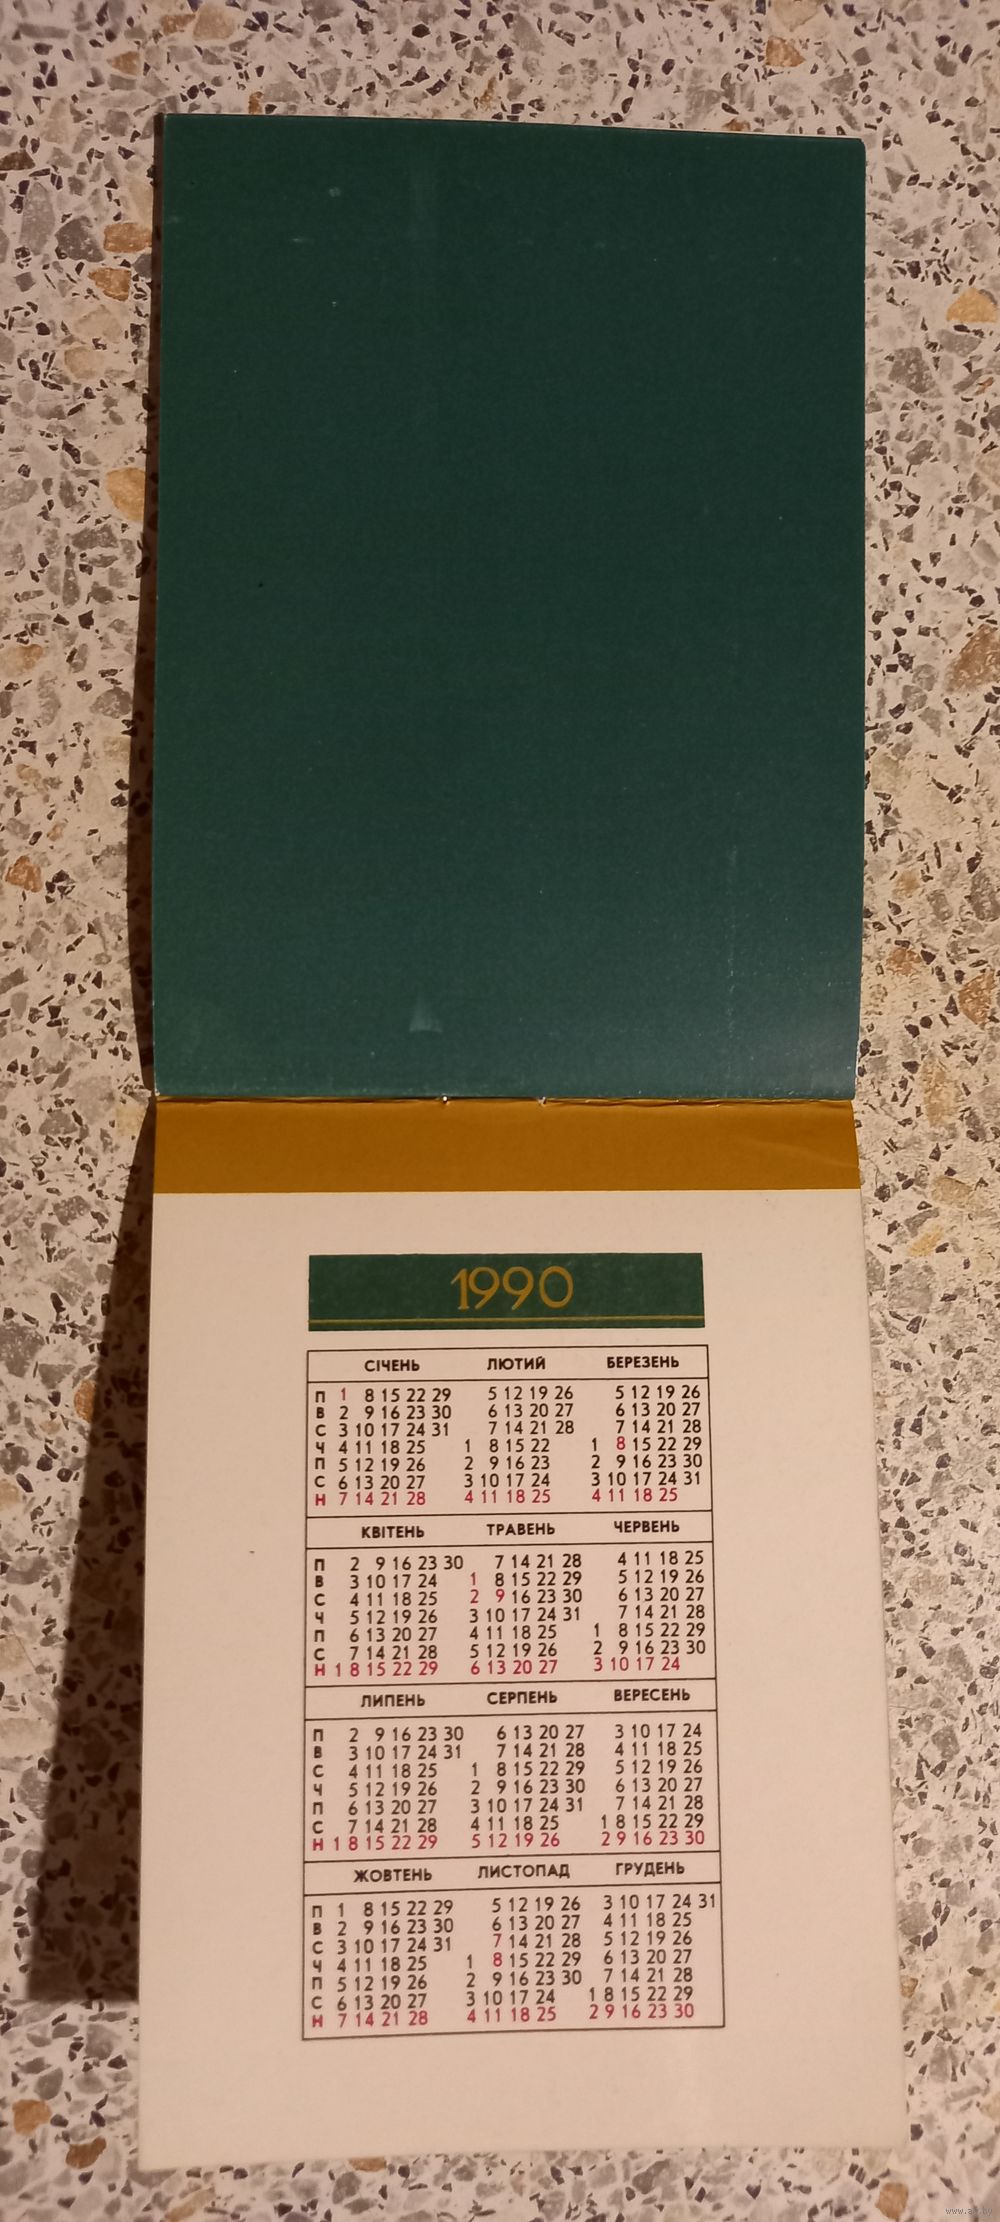 1990
СІЧЕНЬ ЛЮТИЙ БЕРЕЗЕНЬ
П 1 8 15 22 29 5 12 19 26 5 12 19 26
В 2 9 16 23 30 6 13 20 27 6 13 20 27
С 3 10 17 24 31 7 14 21 28 7 14 21 28
Ч 4 11 18 25 1 8 15 22 1 8 15 22 29
П 5 12 19 26 2 9 16 23 2 9 16 23 30
С 6 13 20 27 3 10 17 24 3 10 17 24 31
Н 7 14 21 28 4 11 18 25 4 11 18 25
КВІТЕНЬ ТРАВЕНЬ ЧЕРВЕНЬ
П 2 9 16 23 30 7 14 21 28 4 11 18 25
В 3 10 17 24 1 8 15 22 29 5 12 19 26
С 4 11 18 25 2 9 16 23 30 6 13 20 27
Ч 5 12 19 26 3 10 17 24 31 7 14 21 28
П 6 13 20 27 4 11 18 25 1 8 15 22 29
С 7 14 21 28 5 12 19 26 2 9 16 23 30
Н 1 8 15 22 29 6 13 20 27 3 10 17 24
ЛИПЕНЬ СЕРПЕНЬ ВЕРЕСЕНЬ
П 2 9 16 23 30 6 13 20 27 3 10 17 24
В 3 10 17 24 31 7 14 21 28 4 11 18 25
С 4 11 18 25 1 8 15 22 29 5 12 19 26
Ч 5 12 19 26 2 9 16 23 30 6 13 20 27
П 6 13 20 27 3 10 17 24 31 7 14 21 28
С 7 14 21 28 4 11 18 25 1 8 15 22 29
Н 1 8 15 22 29 5 12 19 26 2 9 16 23 30
ЖОВТЕНЬ ЛИСТОПАД ГРУДЕНЬ
П 1 8 15 22 29 5 12 19 26 3 10 17 24 31
В 2 9 16 23 30 6 13 20 27 4 11 18 25
С 3 10 17 24 31 7 14 21 28 5 12 19 26
Ч 4 11 18 25 1 8 15 22 29 6 13 20 27
П 5 12 19 26 2 9 16 23 30 7 14 21 28
С 6 13 20 27 3 10 17 24 1 8 15 22 29
Н 7 14 21 28 4 11 18 25 2 9 16 23 30